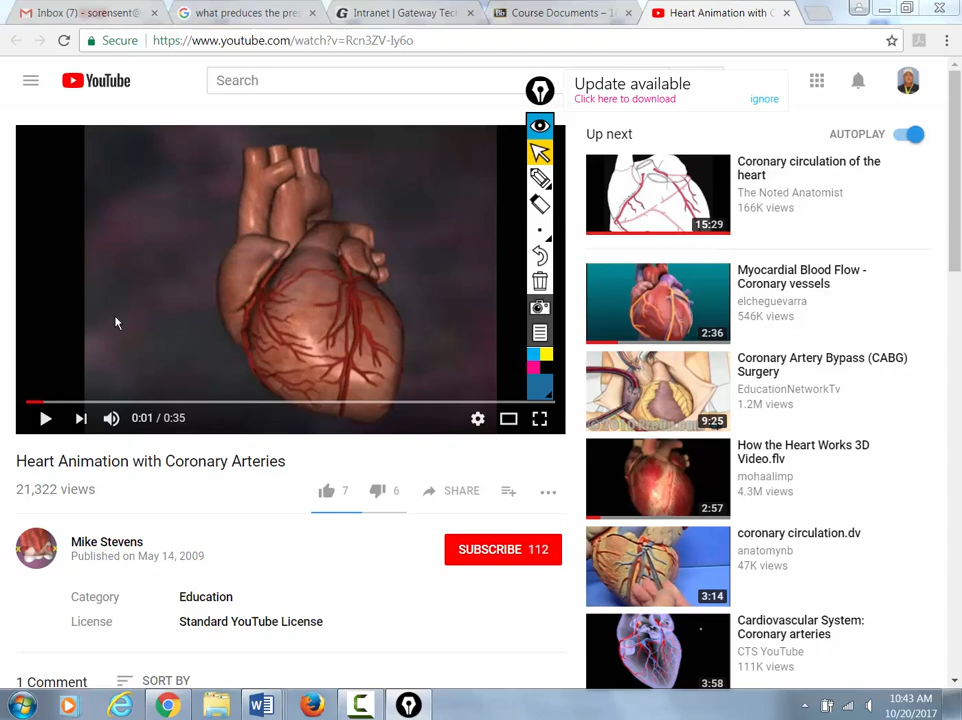 Inbox (10) - sorensent@
what preduces the pres
Intranet | Gateway Tech
Course Documents – 1
Heart Animation with C
Secure
https://www.youtube.com/watch?v=Rcn3ZV-Iy6o
YouTube
Search
Update available
Click here to download
ignore
Up next
AUTOPLAY
15:29
Coronary circulation of the
heart
The Noted Anatomist
166K views
2:36
Myocardial Blood Flow -
Coronary vessels
elcheguevarra
546K views
9:25
Coronary Artery Bypass (CABG)
Surgery
EducationNetworkTv
1.2M views
2:57
How the Heart Works 3D
Video.flv
mohaalimp
4.3M views
3:14
coronary circulation.dv
anatomynb
47K views
3:58
Cardiovascular System:
Coronary arteries
CTS YouTube
111K views
0:01 / 0:35
Heart Animation with Coronary Arteries
21,322 views
7
6
SHARE
Mike Stevens
Published on May 14, 2009
SUBSCRIBE 112
Category
Education
License
Standard YouTube License
1 Comment
SORT BY
10:43 AM
10/20/2017